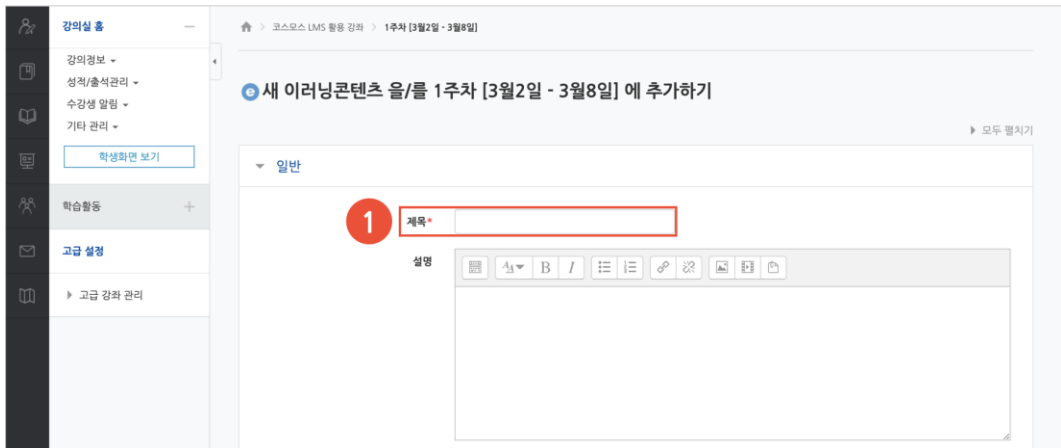 강의실 홈
강의정보
성적/출석관리
수강생 알림
기타 관리
학생화면 보기
학습활동
고급 설정
고급 강좌 관리
코스모스 LMS 활용 강좌 > 1주차 [3월2일 - 3월8일]
e 새 이러닝콘텐츠 을/를 1주차 [3월2일 - 3월8일] 에 추가하기
모두 펼치기
일반
1 제목*
설명
B I